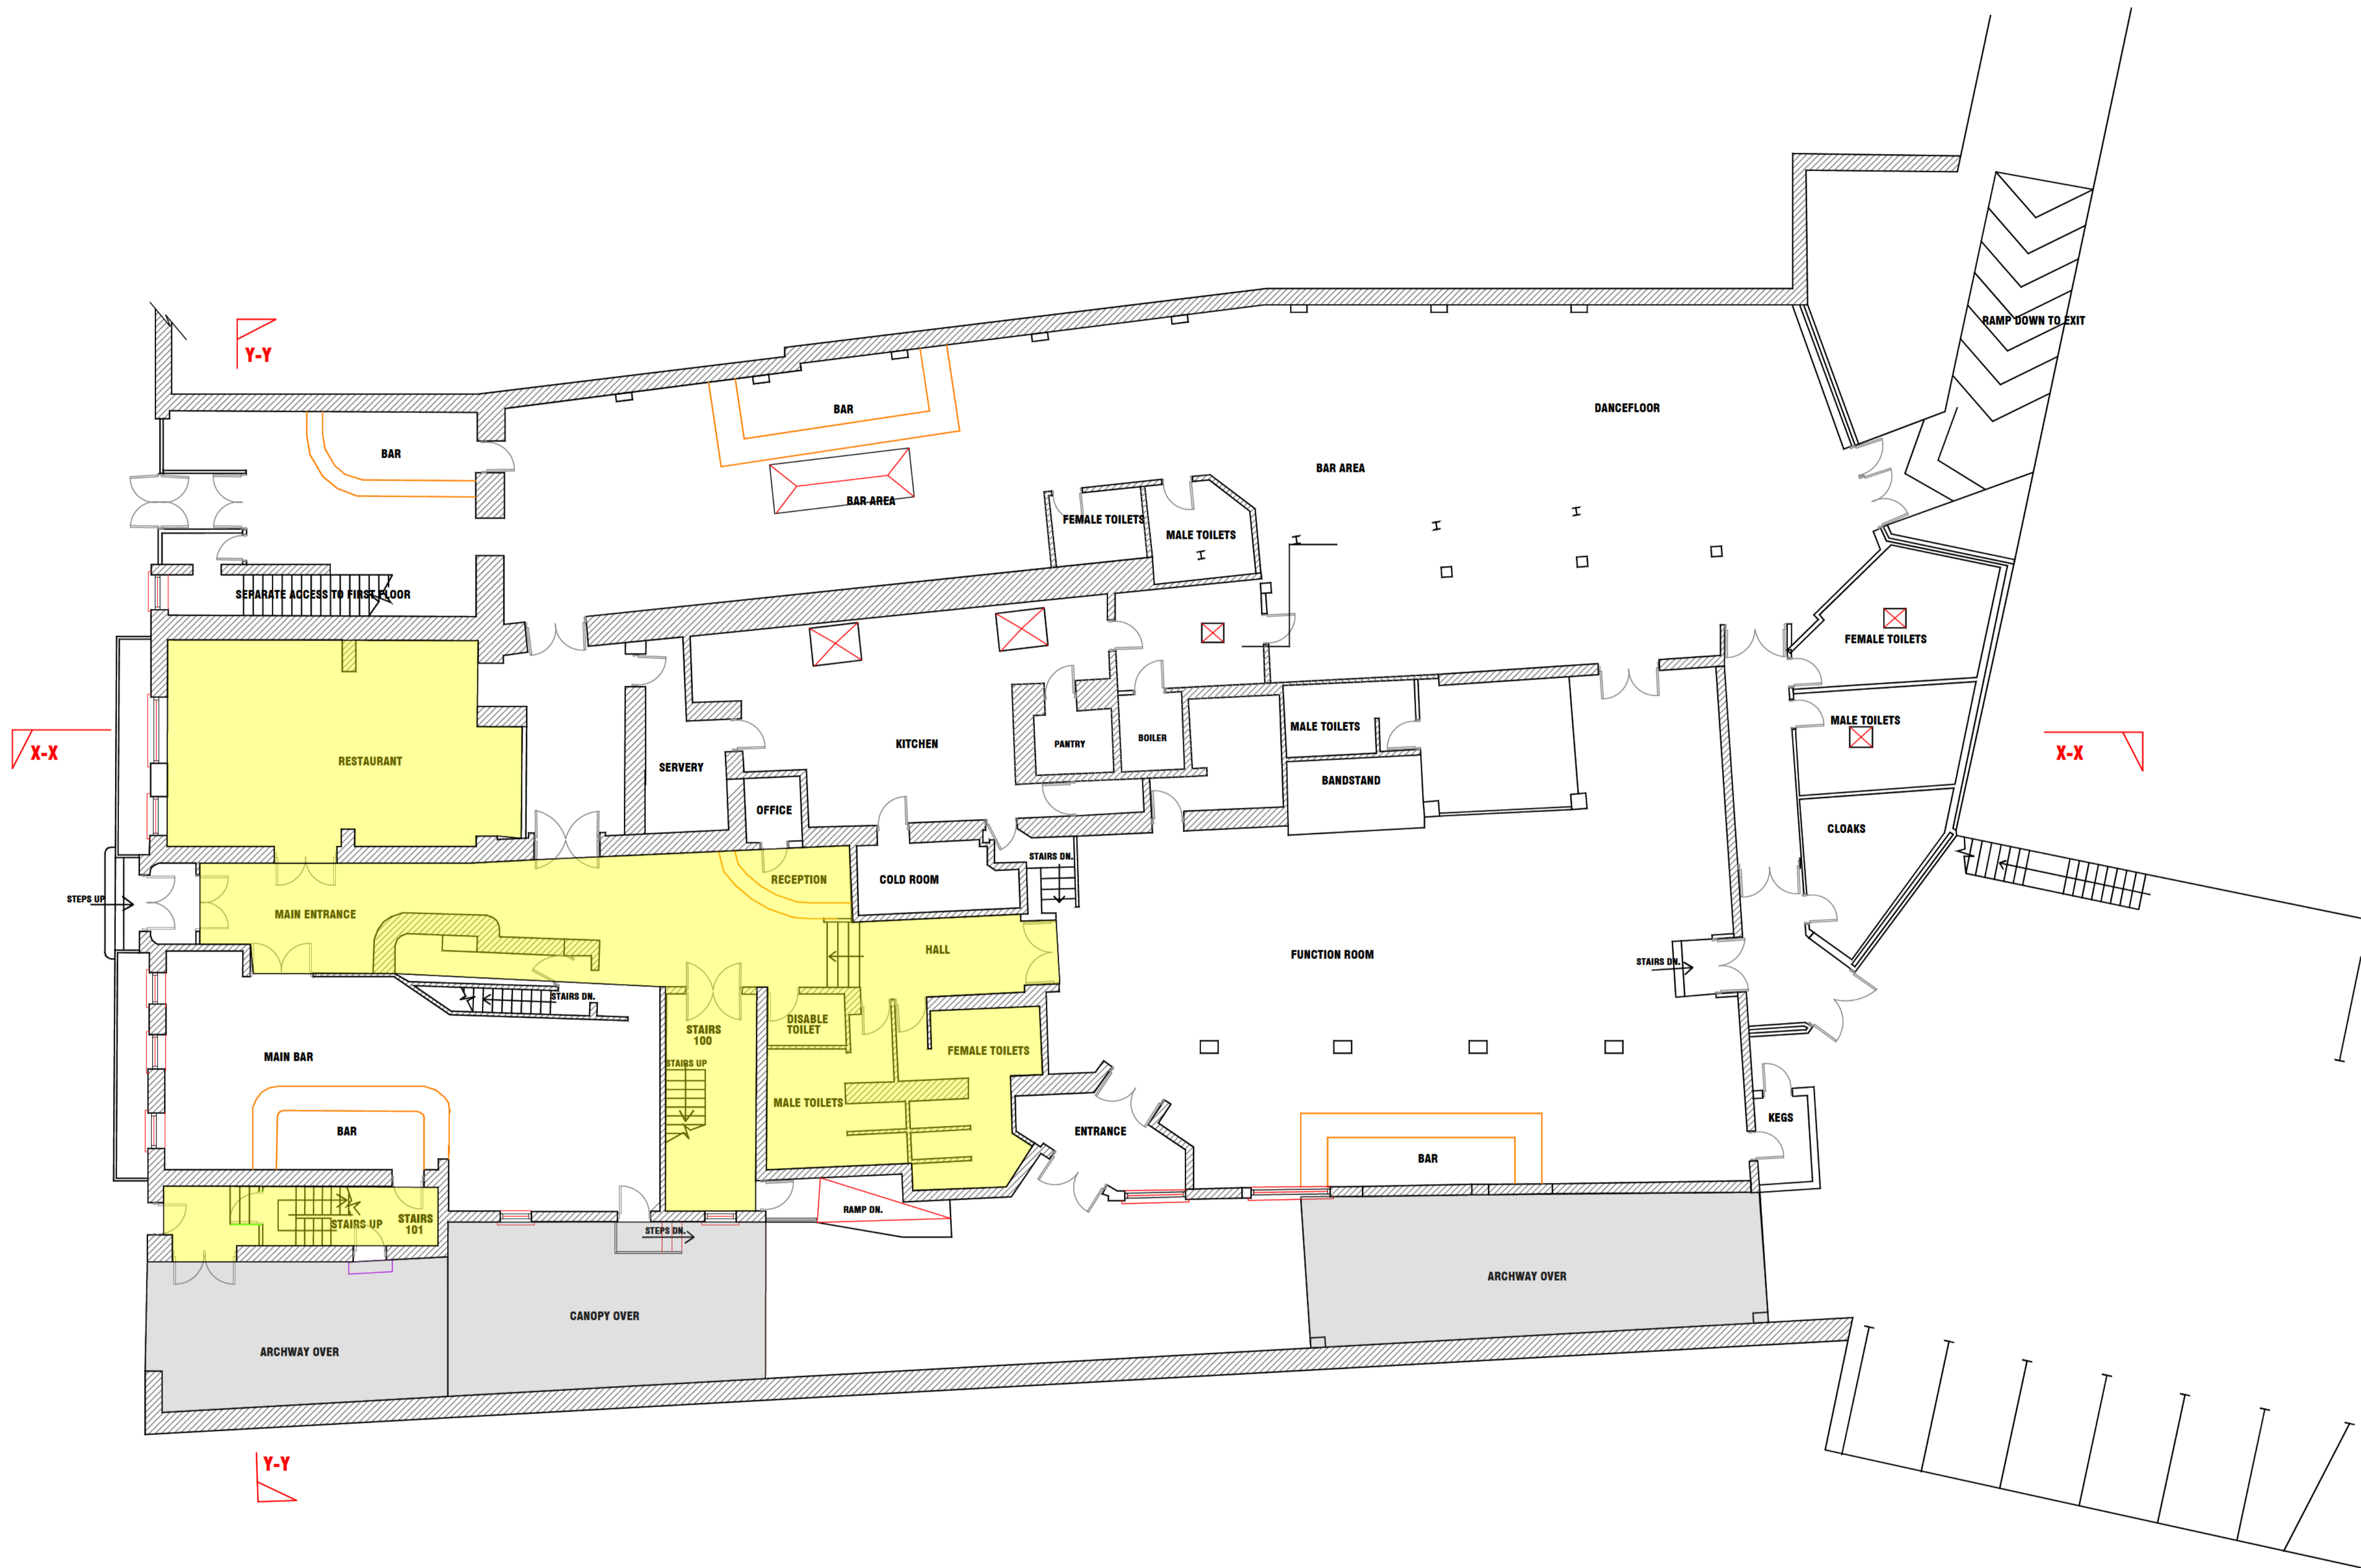 RAMP DOWN TO EXIT
Y-Y
BAR
DANCEFLOOR
BAR
BAR AREA
BAR AREA
FEMALE TOILETS
MALE TOILETS
SEPARATE ACCESS TO FIRST FLOOR
FEMALE TOILETS
MALE TOILETS
MALE TOILETS
X-X
X-X
RESTAURANT
SERVERY
KITCHEN
PANTRY
BOILER
BANDSTAND
OFFICE
CLOAKS
STAIRS DN.
RECEPTION
COLD ROOM
STEPS UP
MAIN ENTRANCE
HALL
FUNCTION ROOM
STAIRS DN.
STAIRS DN.
DISABLE
TOILET
STAIRS
100
MAIN BAR
FEMALE TOILETS
STAIRS UP
MALE TOILETS
BAR
ENTRANCE
KEGS
BAR
STAIRS UP
STAIRS
101
RAMP DN.
STEPS DN.
ARCHWAY OVER
CANOPY OVER
ARCHWAY OVER
Y-Y